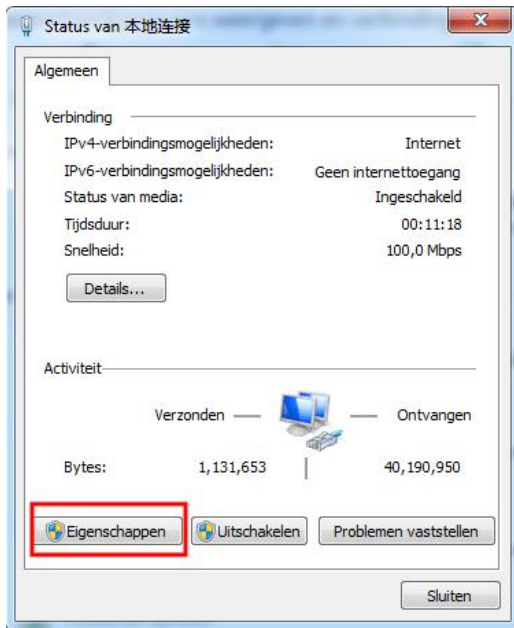 Status van 本地连接
Algemeen
Verbinding
IPv4-verbindingsmogelijkheden: Internet
IPv6-verbindingsmogelijkheden: Geen internettoegang
Status van media: Ingeschakeld
Tijdsduur: 00:11:18
Snelheid: 100,0 Mbps
Details...
Activiteit
Verzonden Ontvangen
Bytes: 1,131,653 40,190,950
Eigenschappen Uitschakelen Problemen vaststellen
Sluiten